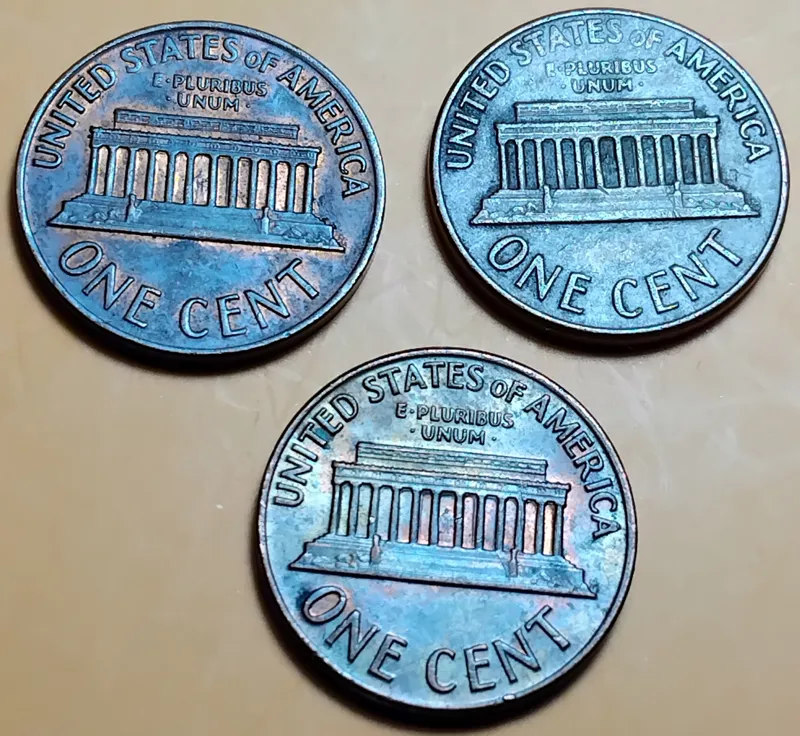 UNITED STATES OF AMERICA
E·PLURIBUS
·UNUM·
ONE CENT
UNITED STATES OF AMERICA
E·PLURIBUS
·UNUM·
ONE CENT
UNITED STATES OF AMERICA
E·PLURIBUS
·UNUM·
ONE CENT